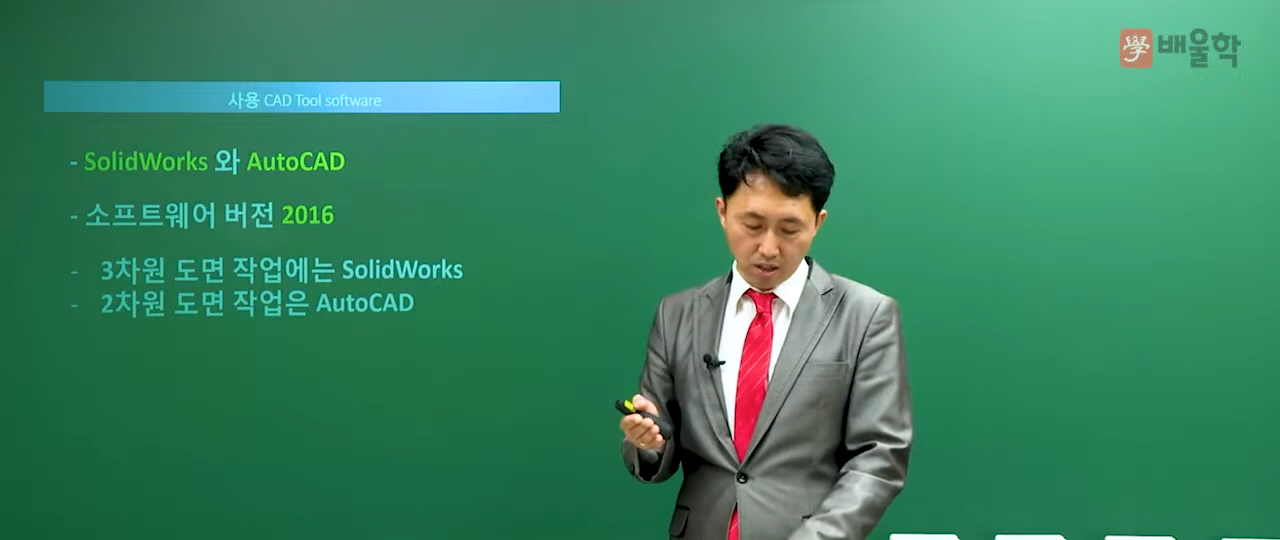 學 배울학
사용 CAD Tool software
- SolidWorks 와 AutoCAD
- 소프트웨어 버전 2016
- 3차원 도면 작업에는 SolidWorks
- 2차원 도면 작업은 AutoCAD